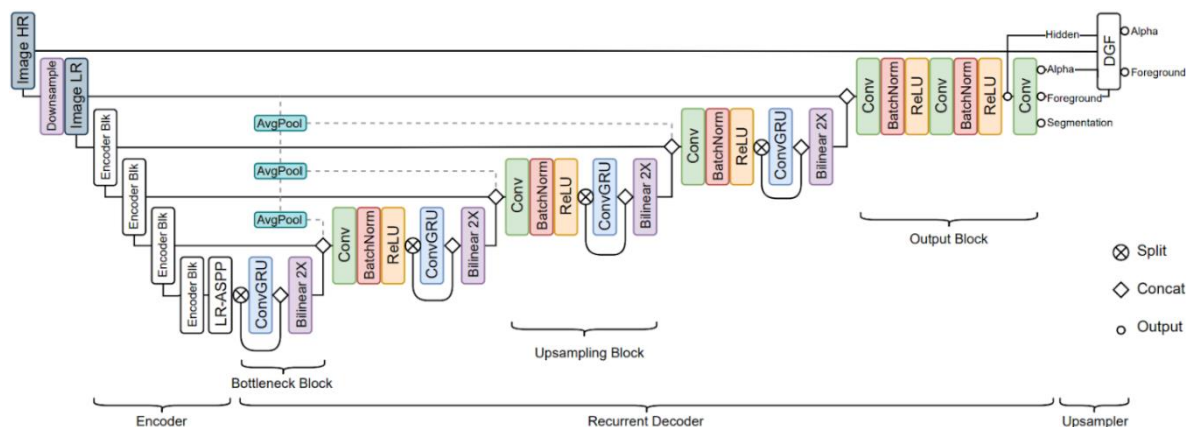 Image HR
Downsample
Image LR
Encoder Blk
Encoder Blk
Encoder Blk
Encoder Blk
LR-ASPP
ConvGRU
Bilinear 2X
AvgPool
AvgPool
AvgPool
Conv
BatchNorm
ReLU
ConvGRU
Bilinear 2X
Conv
BatchNorm
ReLU
ConvGRU
Bilinear 2X
Conv
BatchNorm
ReLU
ConvGRU
Bilinear 2X
Conv
BatchNorm
ReLU
Conv
BatchNorm
ReLU
Conv
Hidden
Alpha
Foreground
Segmentation
DGF
Alpha
Foreground
Output Block
Split
Concat
Output
Upsampling Block
Bottleneck Block
Encoder
Recurrent Decoder
Upsampler